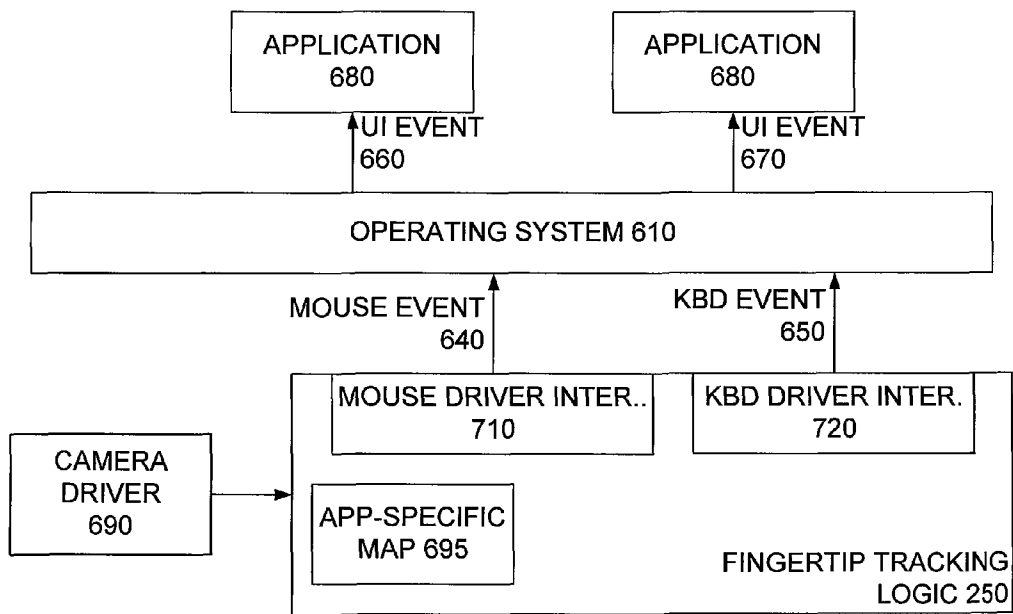 APPLICATION
680
APPLICATION
680
UI EVENT
660
UI EVENT
670
OPERATING SYSTEM 610
MOUSE EVENT
640
KBD EVENT
650
MOUSE DRIVER INTER..
710
KBD DRIVER INTER.
720
CAMERA
DRIVER
690
APP-SPECIFIC
MAP 695
FINGERTIP TRACKING
LOGIC 250